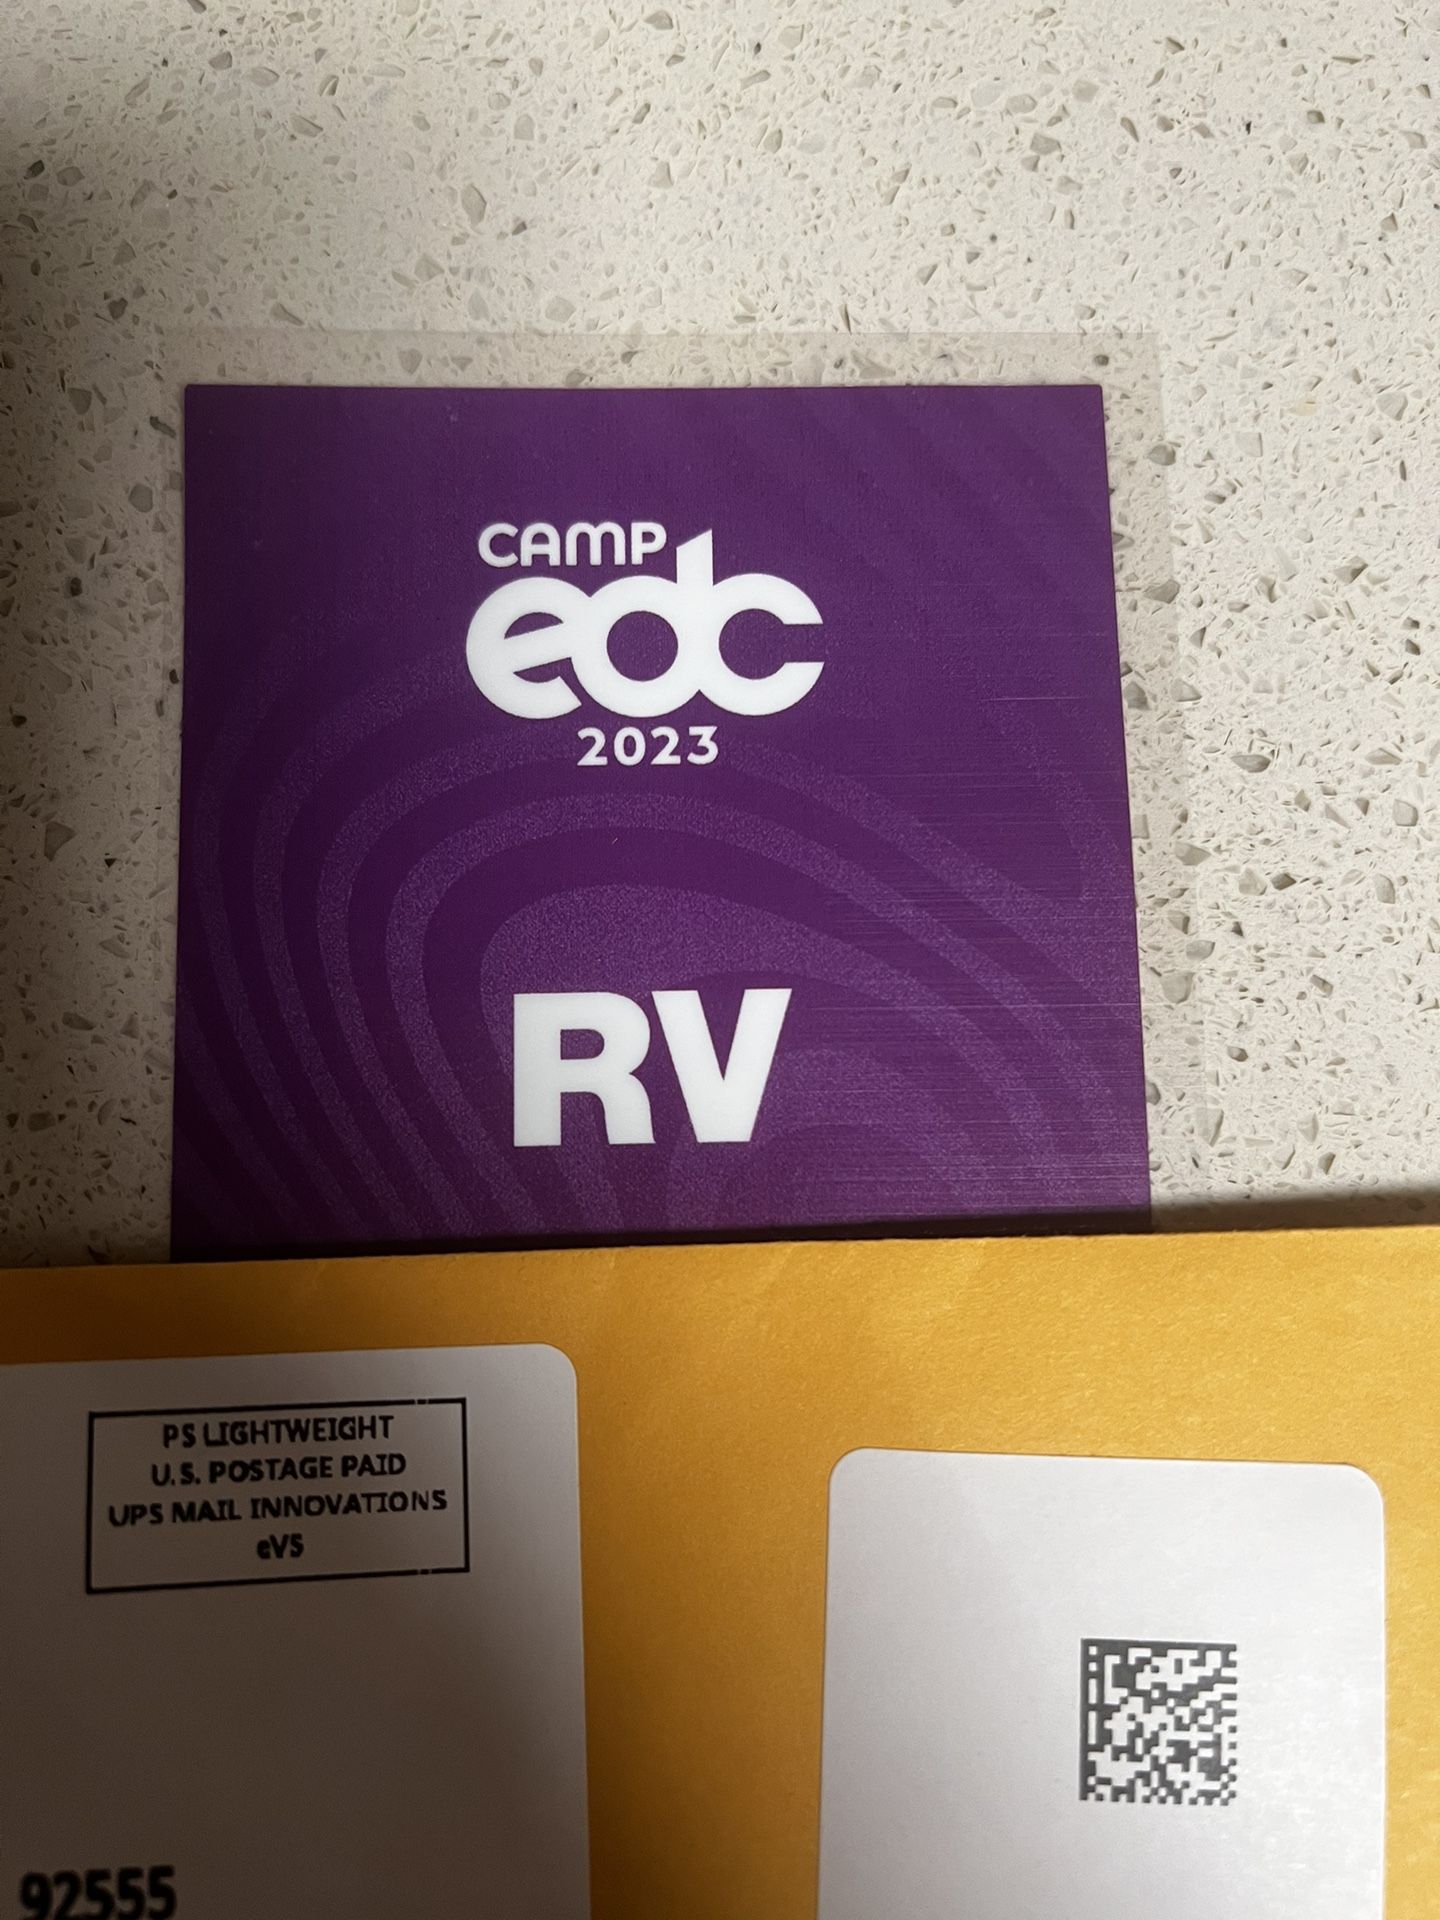 CAMP
edc
2023
RV
PS LIGHTWEIGHT
U.S. POSTAGE PAID
UPS MAIL INNOVATIONS
eVS
92555